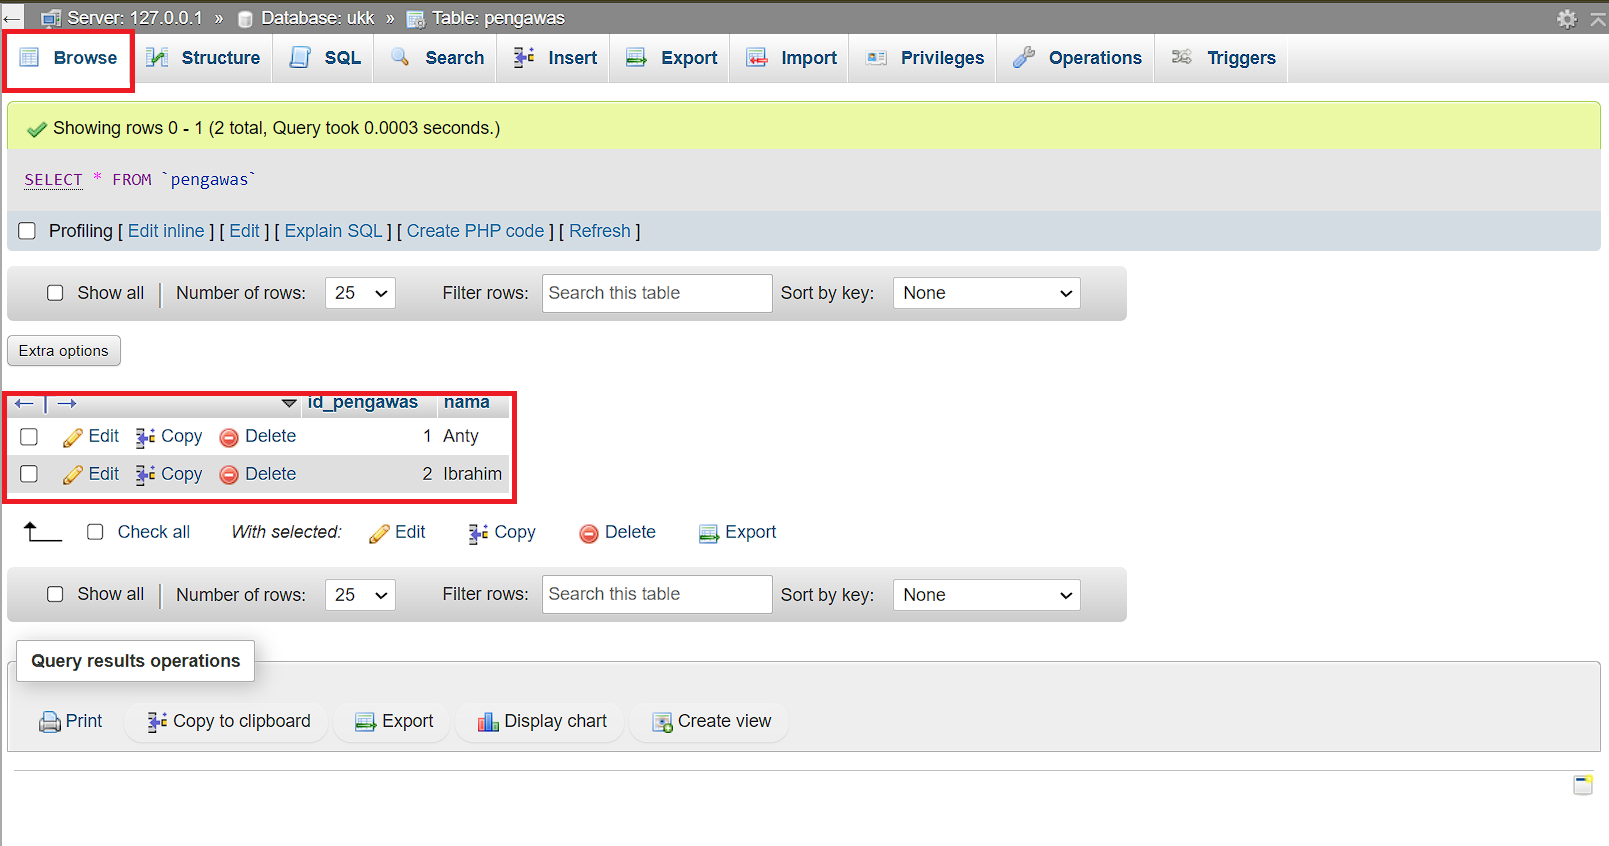 Server: 127.0.0.1 » Database: ukk » Table: pengawas
Browse Structure SQL Search Insert Export Import Privileges Operations Triggers
Showing rows 0 - 1 (2 total, Query took 0.0003 seconds.)
SELECT * FROM `pengawas`
Profiling [ Edit inline ] [ Edit ] [ Explain SQL ] [ Create PHP code ] [ Refresh ]
Show all | Number of rows: 25 Filter rows: Search this table Sort by key: None
Extra options
id_pengawas nama
Edit Copy Delete 1 Anty
Edit Copy Delete 2 Ibrahim
Check all With selected: Edit Copy Delete Export
Show all | Number of rows: 25 Filter rows: Search this table Sort by key: None
Query results operations
Print Copy to clipboard Export Display chart Create view